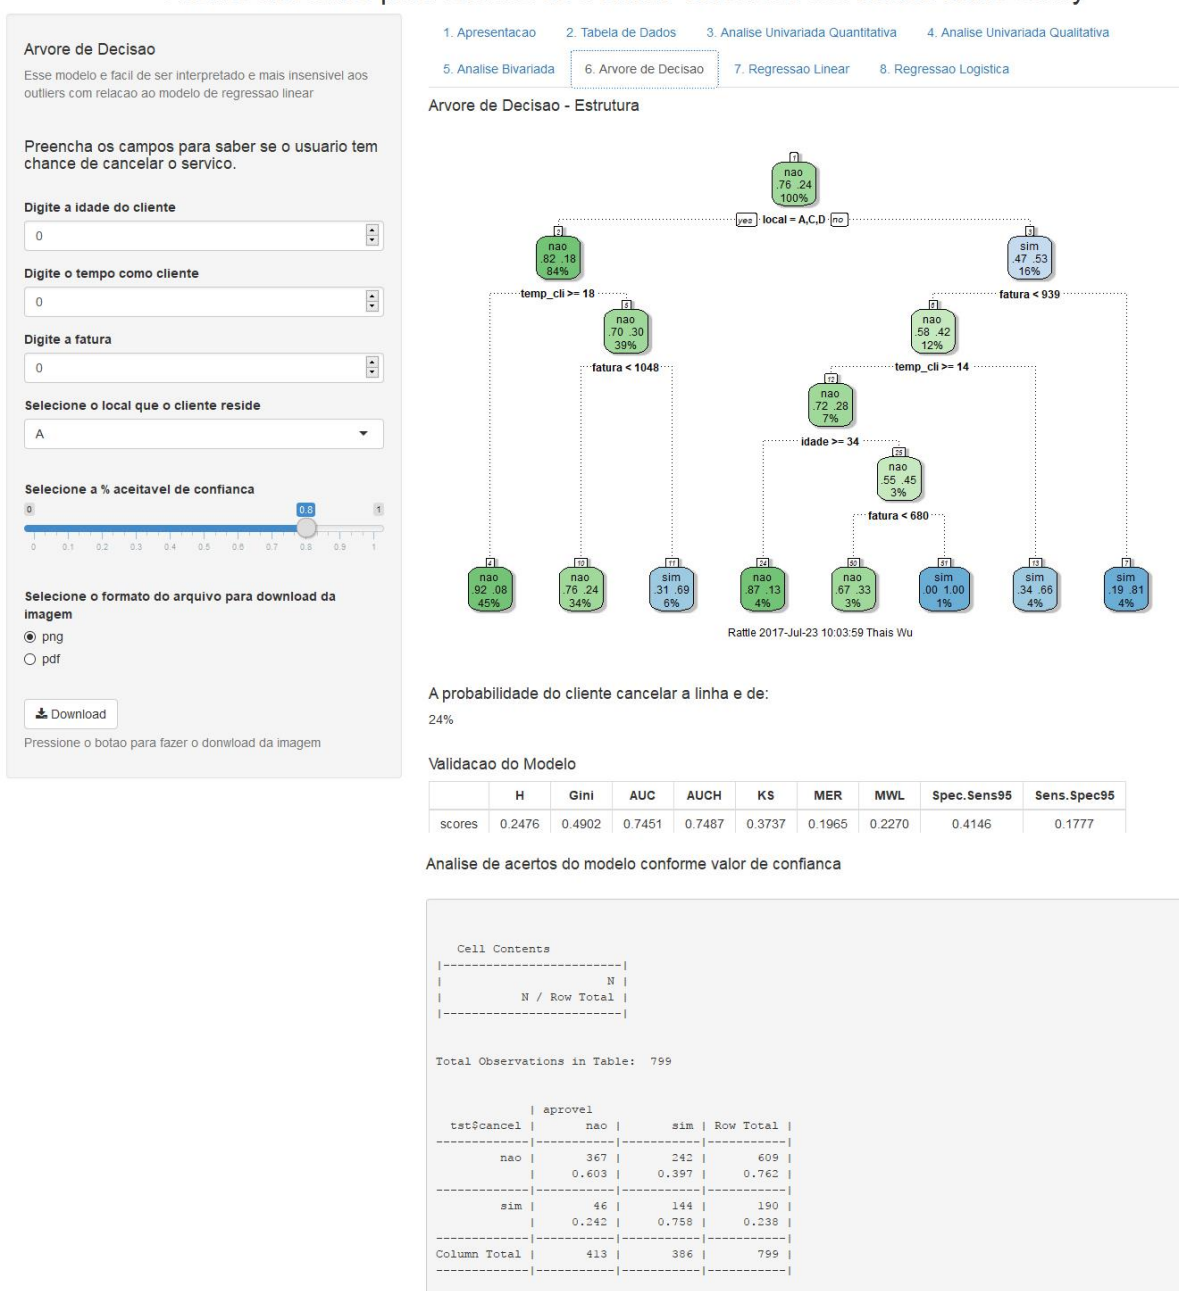 Arvore de Decisao
Esse modelo e facil de ser interpretado e mais insensivel aos
outliers com relacao ao modelo de regressao linear
Preencha os campos para saber se o usuario tem
chance de cancelar o servico.
Digite a idade do cliente
0
Digite o tempo como cliente
0
Digite a fatura
0
Selecione o local que o cliente reside
A
Selecione a % aceitavel de confianca
0 0.8 1
0 0.1 0.2 0.3 0.4 0.5 0.6 0.7 0.8 0.9 1
Selecione o formato do arquivo para download da
imagem
png
pdf
Download
Pressione o botao para fazer o donwload da imagem
1. Apresentacao 2. Tabela de Dados 3. Analise Univariada Quantitativa 4. Analise Univariada Qualitativa
5. Analise Bivariada 6. Arvore de Decisao 7. Regressao Linear 8. Regressao Logistica
Arvore de Decisao - Estrutura
1
nao
.76 .24
100%
yes local = A,C,D no
2
nao
.82 .18
84%
3
sim
.47 .53
16%
temp_cli >= 18
fatura < 939
5
nao
.70 .30
39%
6
nao
.58 .42
12%
fatura < 1048
temp_cli >= 14
12
nao
.72 .28
7%
idade >= 34
25
nao
.55 .45
3%
fatura < 680
4
nao
.92 .08
45%
10
nao
.76 .24
34%
11
sim
.31 .69
6%
24
nao
.87 .13
4%
50
nao
.67 .33
3%
51
sim
.00 1.00
1%
13
sim
.34 .66
4%
7
sim
.19 .81
4%
Rattle 2017-Jul-23 10:03:59 Thais Wu
A probabilidade do cliente cancelar a linha e de:
24%
Validacao do Modelo
H Gini AUC AUCH KS MER MWL Spec.Sens95 Sens.Spec95
scores 0.2476 0.4902 0.7451 0.7487 0.3737 0.1965 0.2270 0.4146 0.1777
Analise de acertos do modelo conforme valor de confianca
Cell Contents
|-------------------------|
| N |
| N / Row Total |
|-------------------------|
Total Observations in Table: 799
| aprovel
tst$cancel | nao | sim | Row Total |
-------------|-----------|-----------|-----------|
nao | 367 | 242 | 609 |
| 0.603 | 0.397 | 0.762 |
-------------|-----------|-----------|-----------|
sim | 46 | 144 | 190 |
| 0.242 | 0.758 | 0.238 |
-------------|-----------|-----------|-----------|
Column Total | 413 | 386 | 799 |
-------------|-----------|-----------|-----------|